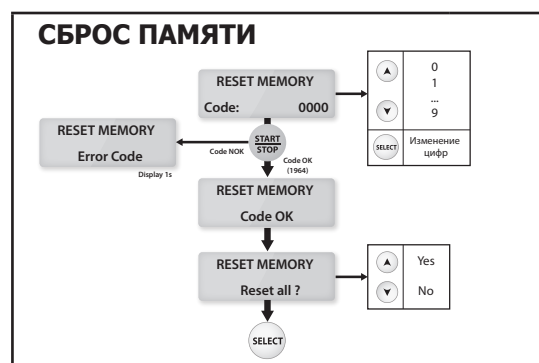 СБРОС ПАМЯТИ
RESET MEMORY
Code: 0000
0
1
...
9
SELECT
Изменение
цифр
START
STOP
Code NOK
RESET MEMORY
Error Code
Display 1s
Code OK
(1964)
RESET MEMORY
Code OK
RESET MEMORY
Reset all ?
Yes
No
SELECT